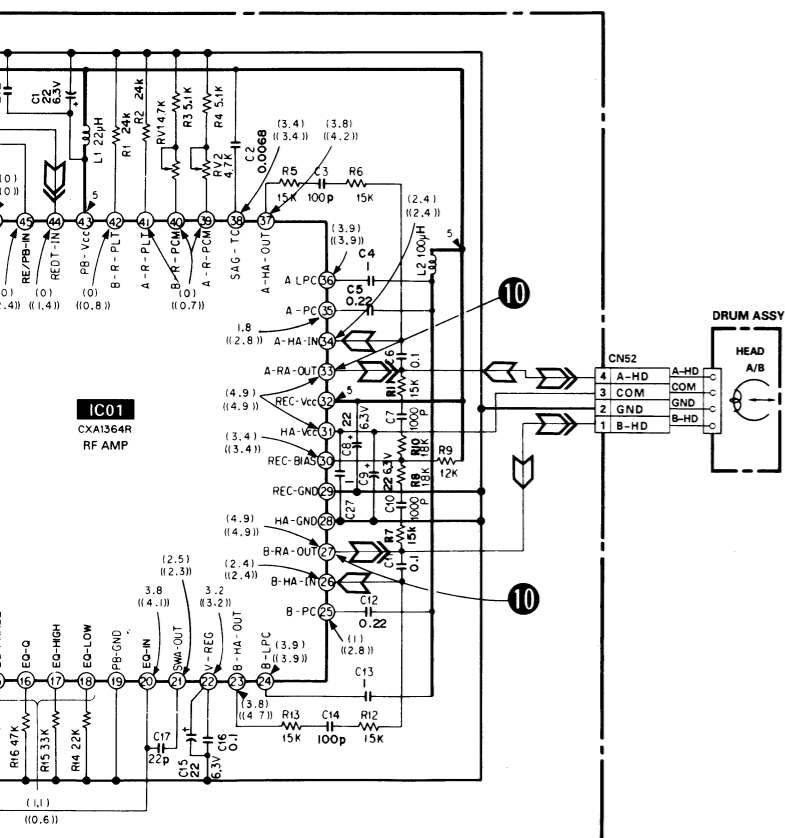 C1
22
6.3V
L1 22μH
R1 24k
R2 24k
RV1 4.7K
R3 5.1K
RV2
4.7K
R4 5.1K
C2
0.0068
(3.4)
((3.4))
(3.8)
((4.2))
R5
15K
C3
100p
R6
15K
(2.4)
((2.4))
5
45
44
43
42
41
40
39
38
37
RE/PB-IN
REDT-IN
PB-Vcc
B-R-PLT
A-R-PLT
B-R-PCM
A-R-PCM
SAG-TC
A-HA-OUT
(0)
((1.4))
(0)
((0.8))
(0)
((0.7))
(3.9)
((3.9))
C4
1
L2 100μH
5
A LPC 36
C5
0.22
A-PC 35
1.8
((2.8))
A-HA-IN 34
C6
0.1
A-RA-OUT 33
R11
15K
10
(4.9)
((4.9))
REC-Vcc 32
5
C7
1000
P
HA-Vcc 31
C8
22
6.3V
R10
18K
(3.4)
((3.4))
REC-BIAS 30
R9
12K
C27
1
C9
22 6.3V
R8
18K
REC-GND 29
C10
1000
P
HA-GND 28
R7
15k
(4.9)
((4.9))
B-RA-OUT 27
0.1
(2.4)
((2.4))
B-HA-IN 26
10
B-PC 25
C12
0.22
(1)
((2.8))
IC01
CXA1364R
RF AMP
DRUM ASSY
HEAD
A/B
CN52
4 A-HD A-HD
3 COM COM
2 GND GND
1 B-HD B-HD
3.8
((4.1))
(2.5)
((2.3))
3.2
((3.2))
(3.9)
((3.9))
EQ-Q
EQ-HIGH
EQ-LOW
PB-GND
EQ-IN
SWA-OUT
V-REG
B-HA-OUT
B-LPC
16
17
18
19
20
21
22
23
24
C13
1
(3.8)
((4.7))
R13
15K
C14
100p
R12
15K
R16 47K
R15 33K
R14 22K
C17
22p
C15
22
6.3V
C16
0.1
(1.1)
((0.6))